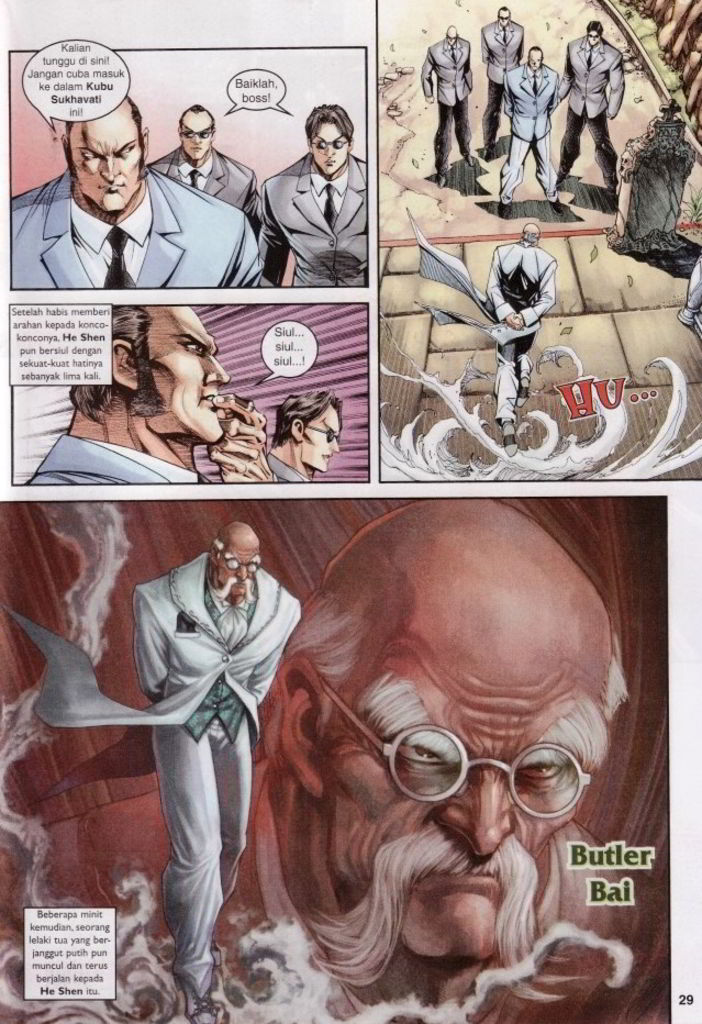 Kalian
tunggu di sini!
Jangan cuba masuk
ke dalam Kubu
Sukhavati
ini!
Baiklah,
boss!
Setelah habis memberi
arahan kepada konco-
konconya, He Shen
pun bersiul dengan
sekuat-kuat hatinya
sebanyak lima kali.
Siul...
siul...
siul...!
HU...
Butler
Bai
Beberapa minit
kemudian, seorang
lelaki tua yang ber-
janggut putih pun
muncul dan terus
berjalan kepada
He Shen itu.
29